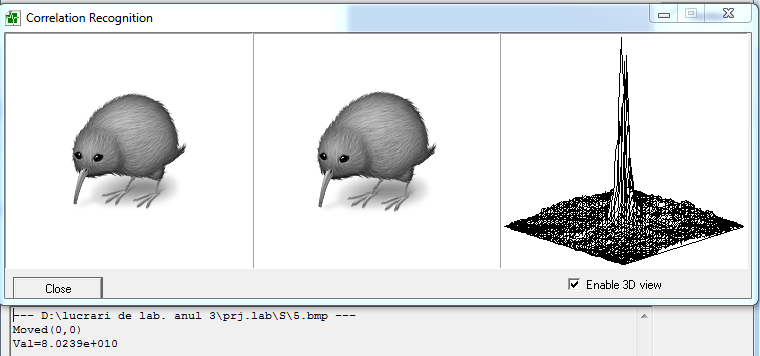 Correlation Recognition
Close
Enable 3D view
--- D:\lucrari de lab. anul 3\prj.lab\S\5.bmp ---
Moved(0,0)
Val=8.0239e+010